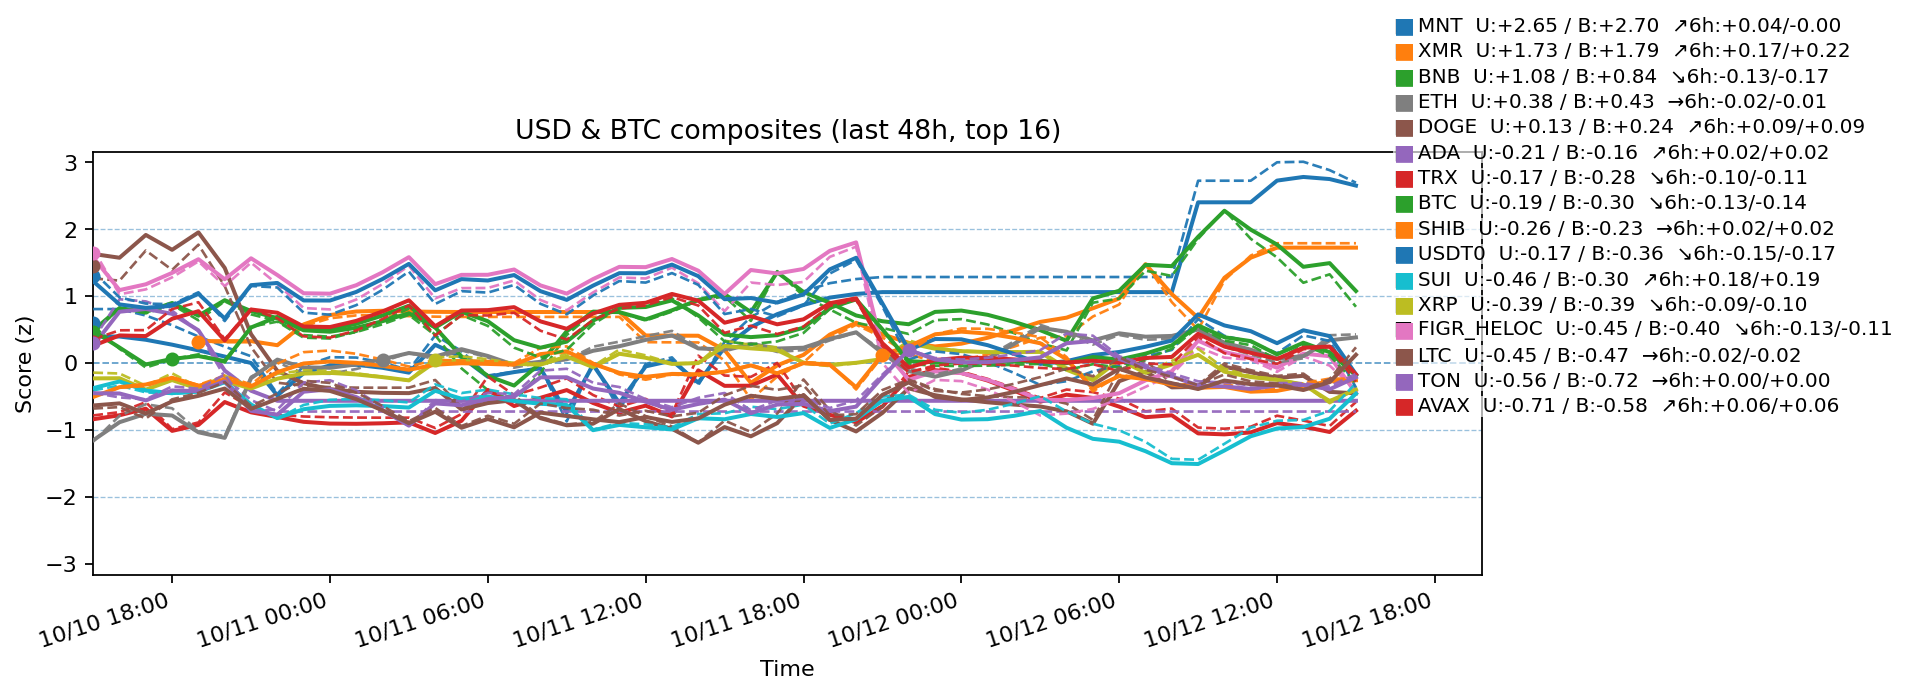 MNT U:+2.65 / B:+2.70 ↗6h:+0.04/-0.00
XMR U:+1.73 / B:+1.79 ↗6h:+0.17/+0.22
BNB U:+1.08 / B:+0.84 ↘6h:-0.13/-0.17
ETH U:+0.38 / B:+0.43 →6h:-0.02/-0.01
DOGE U:+0.13 / B:+0.24 ↗6h:+0.09/+0.09
ADA U:-0.21 / B:-0.16 ↗6h:+0.02/+0.02
TRX U:-0.17 / B:-0.28 ↘6h:-0.10/-0.11
BTC U:-0.19 / B:-0.30 ↘6h:-0.13/-0.14
SHIB U:-0.26 / B:-0.23 →6h:+0.02/+0.02
USDT0 U:-0.17 / B:-0.36 ↘6h:-0.15/-0.17
SUI U:-0.46 / B:-0.30 ↗6h:+0.18/+0.19
XRP U:-0.39 / B:-0.39 ↘6h:-0.09/-0.10
FIGR_HELOC U:-0.45 / B:-0.40 ↘6h:-0.13/-0.11
LTC U:-0.45 / B:-0.47 →6h:-0.02/-0.02
TON U:-0.56 / B:-0.72 →6h:+0.00/+0.00
AVAX U:-0.71 / B:-0.58 ↗6h:+0.06/+0.06
USD & BTC composites (last 48h, top 16)
Score (z)
3
2
1
0
−1
−2
−3
10/10 18:00
10/11 00:00
10/11 06:00
10/11 12:00
10/11 18:00
10/12 00:00
10/12 06:00
10/12 12:00
10/12 18:00
Time